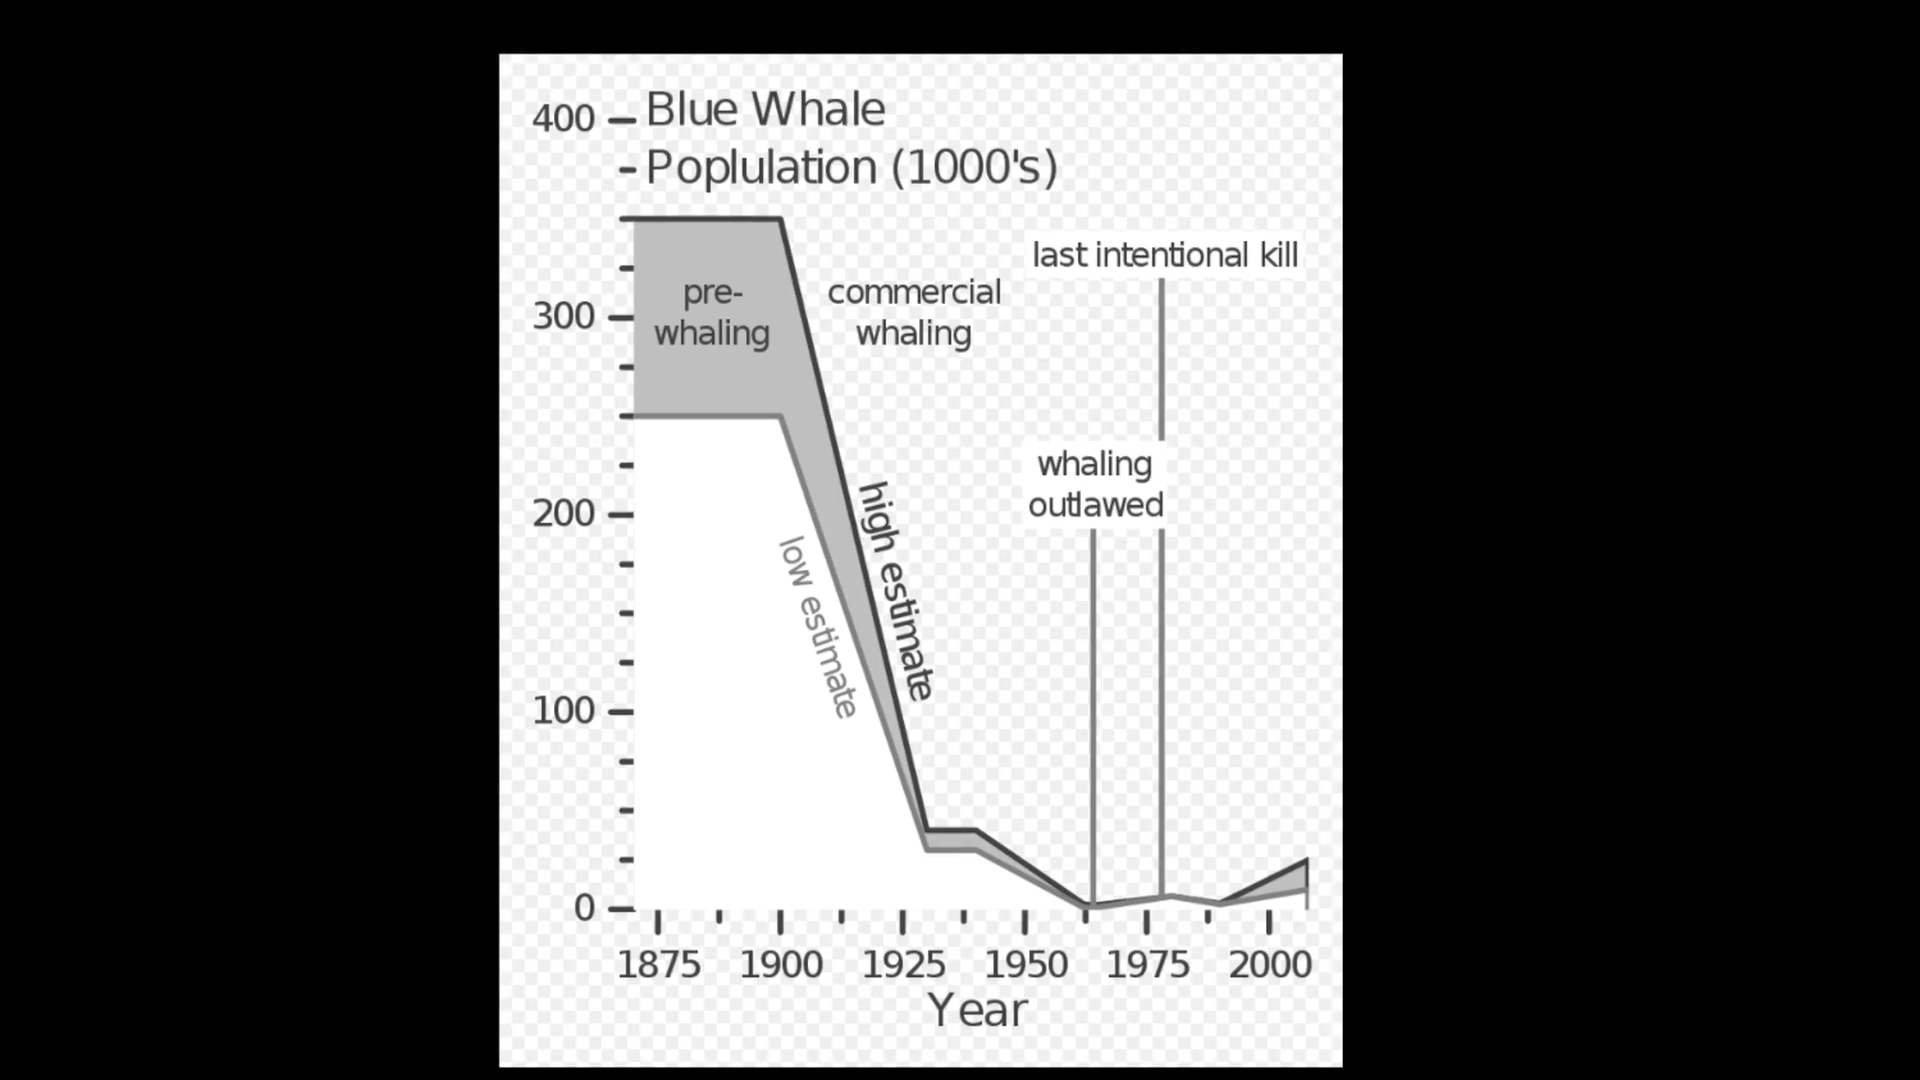 400
Blue Whale
Poplulation (1000's)
last intentional kill
pre-
whaling
commercial
whaling
300
whaling
outlawed
high estimate
200
low estimate
100
0
1875 1900 1925 1950 1975 2000
Year